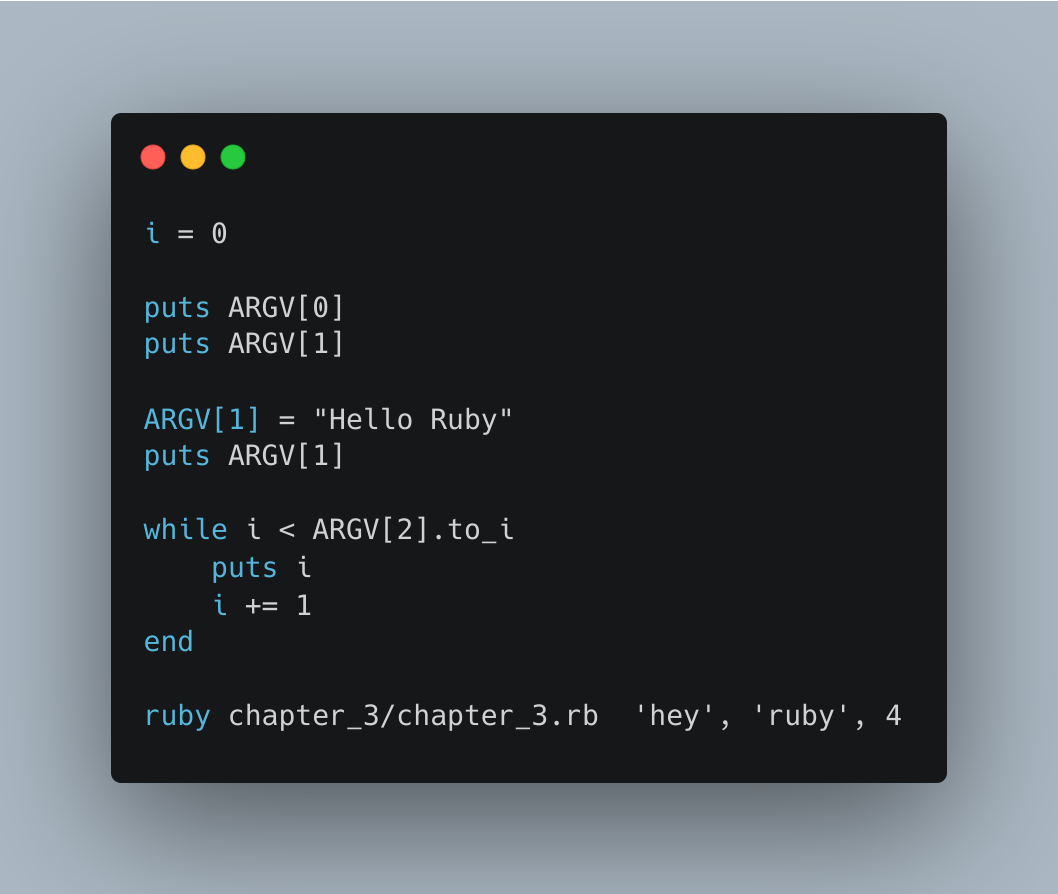 i = 0
puts ARGV[0]
puts ARGV[1]
ARGV[1] = "Hello Ruby"
puts ARGV[1]
while i < ARGV[2].to_i
    puts i
    i += 1
end
ruby chapter_3/chapter_3.rb  'hey', 'ruby', 4